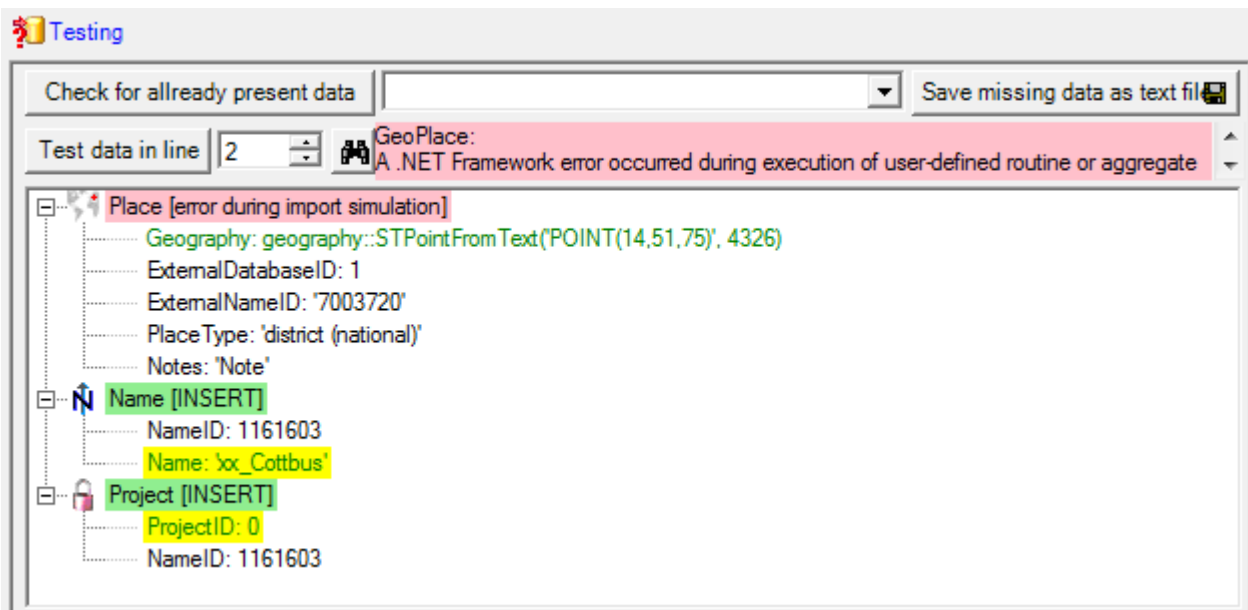 Testing
Check for allready present data
Save missing data as text file
Test data in line 2
GeoPlace:
A .NET Framework error occurred during execution of user-defined routine or aggregate
Place [error during import simulation]
Geography: geography::STPointFromText('POINT(14,51,75)', 4326)
ExternalDatabaseID: 1
ExternalNameID: '7003720'
PlaceType: 'district (national)'
Notes: 'Note'
Name [INSERT]
NameID: 1161603
Name: 'xx_Cottbus'
Project [INSERT]
ProjectID: 0
NameID: 1161603